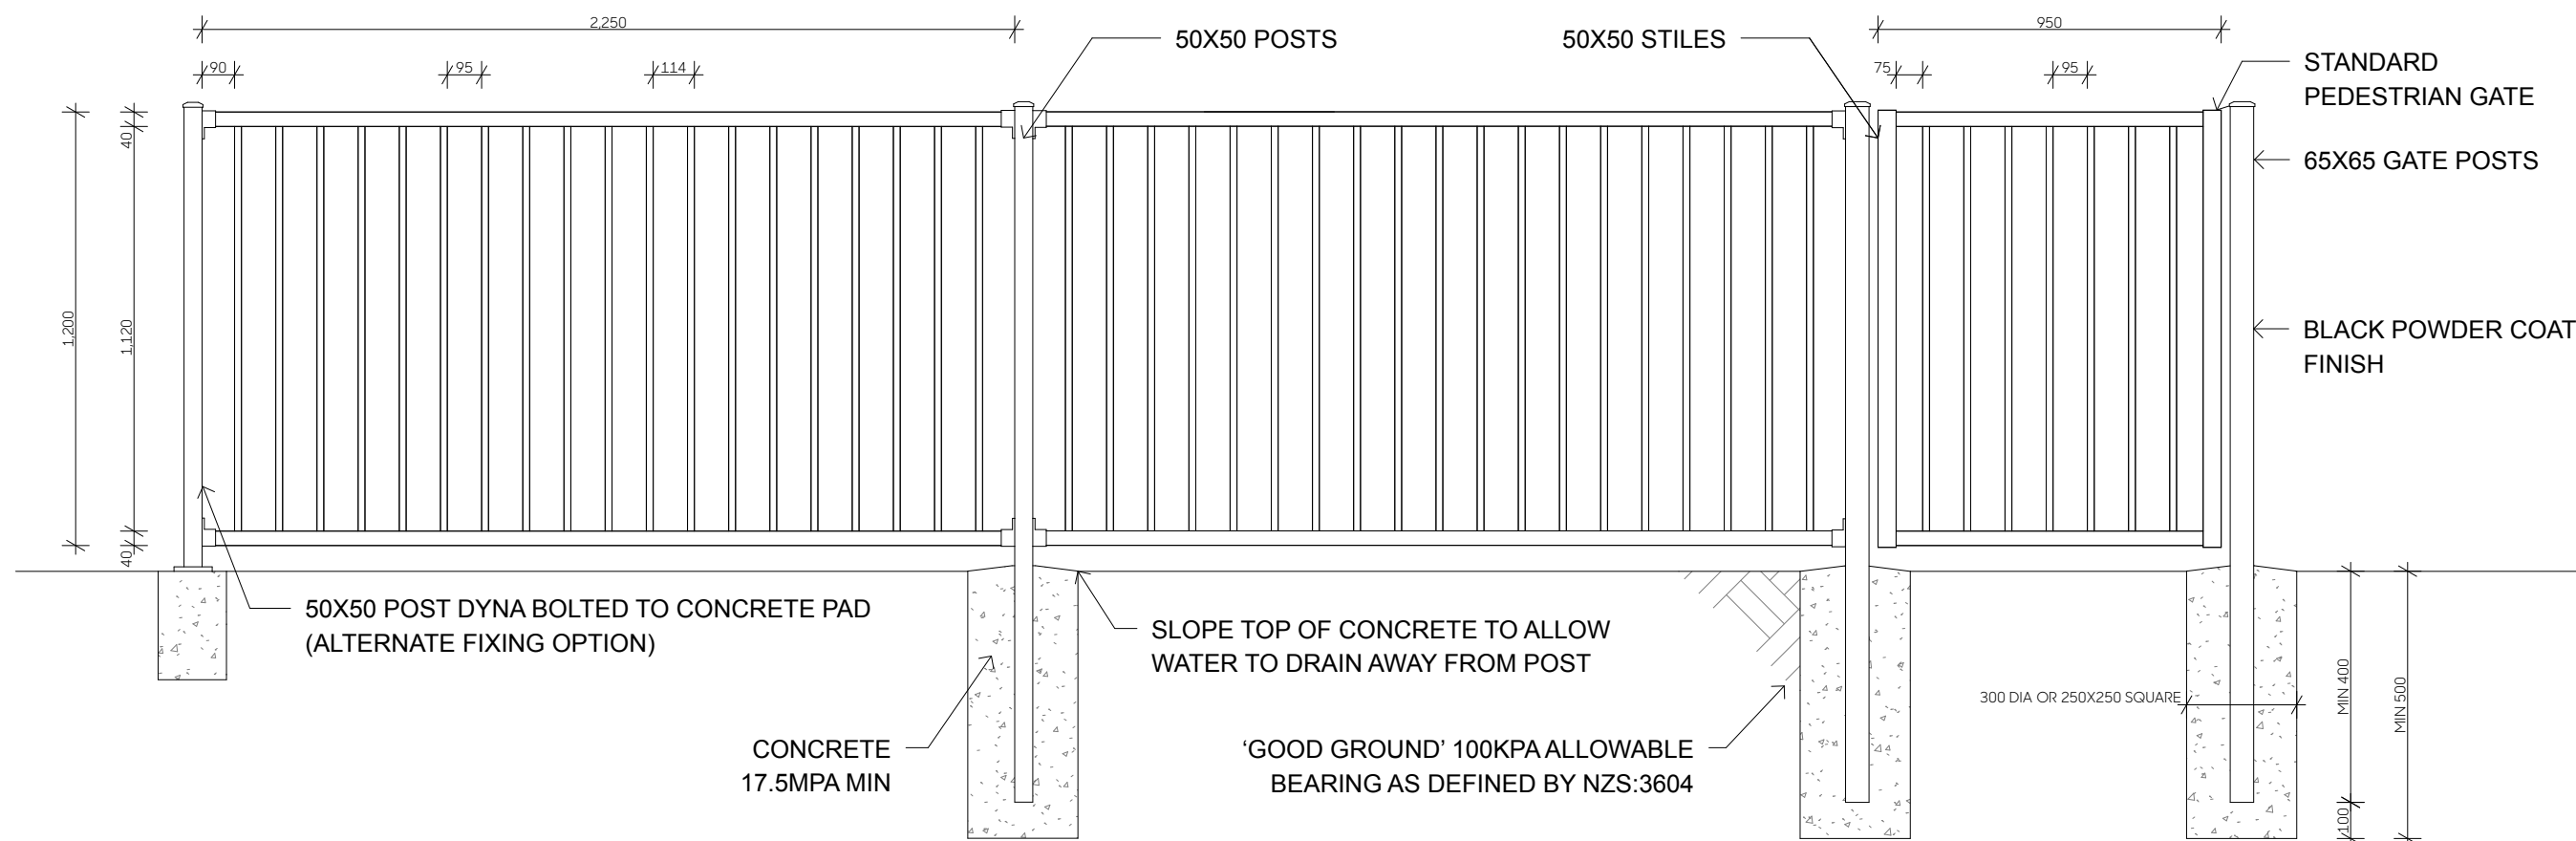 2,250
50X50 POSTS
50X50 STILES
950
90
95
114
75
95
STANDARD
PEDESTRIAN GATE
65X65 GATE POSTS
BLACK POWDER COAT
FINISH
1,200
40
1,120
40
50X50 POST DYNA BOLTED TO CONCRETE PAD
(ALTERNATE FIXING OPTION)
SLOPE TOP OF CONCRETE TO ALLOW
WATER TO DRAIN AWAY FROM POST
CONCRETE
17.5MPA MIN
‘GOOD GROUND’ 100KPA ALLOWABLE
BEARING AS DEFINED BY NZS:3604
300 DIA OR 250X250 SQUARE
MIN 400
MIN 500
100